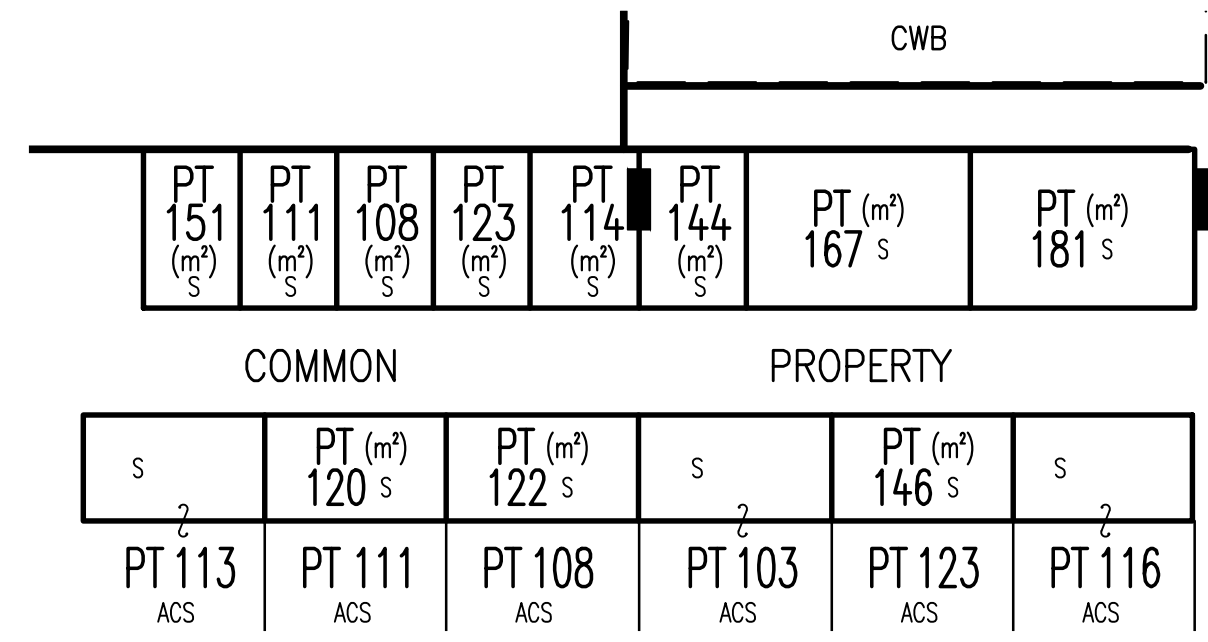 CWB
PT
151
(m²)
S
PT
111
(m²)
S
PT
108
(m²)
S
PT
123
(m²)
S
PT
114
(m²)
S
PT
144
(m²)
S
PT (m²)
167 S
PT (m²)
181 S
COMMON PROPERTY
S
PT (m²)
120 S
PT (m²)
122 S
S
PT (m²)
146 S
S
PT 113
ACS
PT 111
ACS
PT 108
ACS
PT 103
ACS
PT 123
ACS
PT 116
ACS